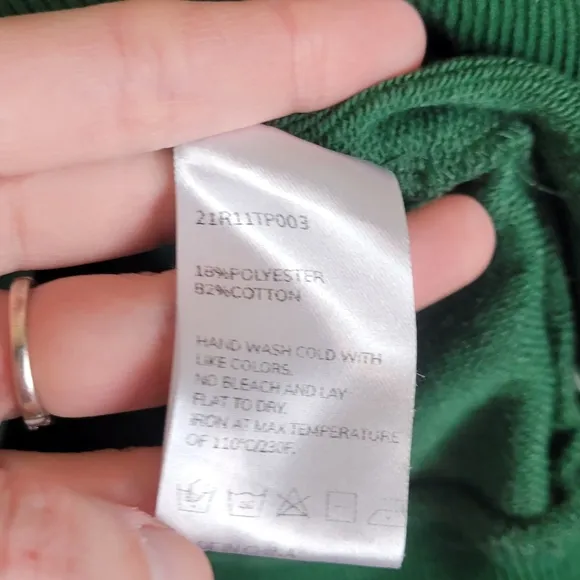 21R11TP003
18%POLYESTER
82%COTTON
HAND WASH COLD WITH
LIKE COLORS.
NO BLEACH AND LAY
FLAT TO DRY.
IRON AT MAX TEMPERATURE
OF 110ºC/230F.